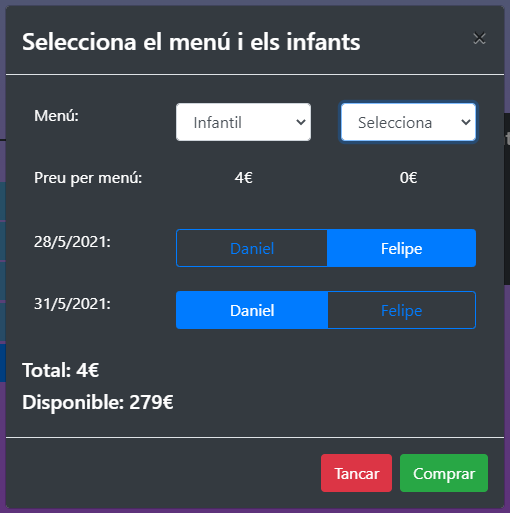 Selecciona el menú i els infants ×
Menú: Infantil Selecciona
Preu per menú: 4€ 0€
28/5/2021: Daniel Felipe
31/5/2021: Daniel Felipe
Total: 4€
Disponible: 279€
Tancar Comprar